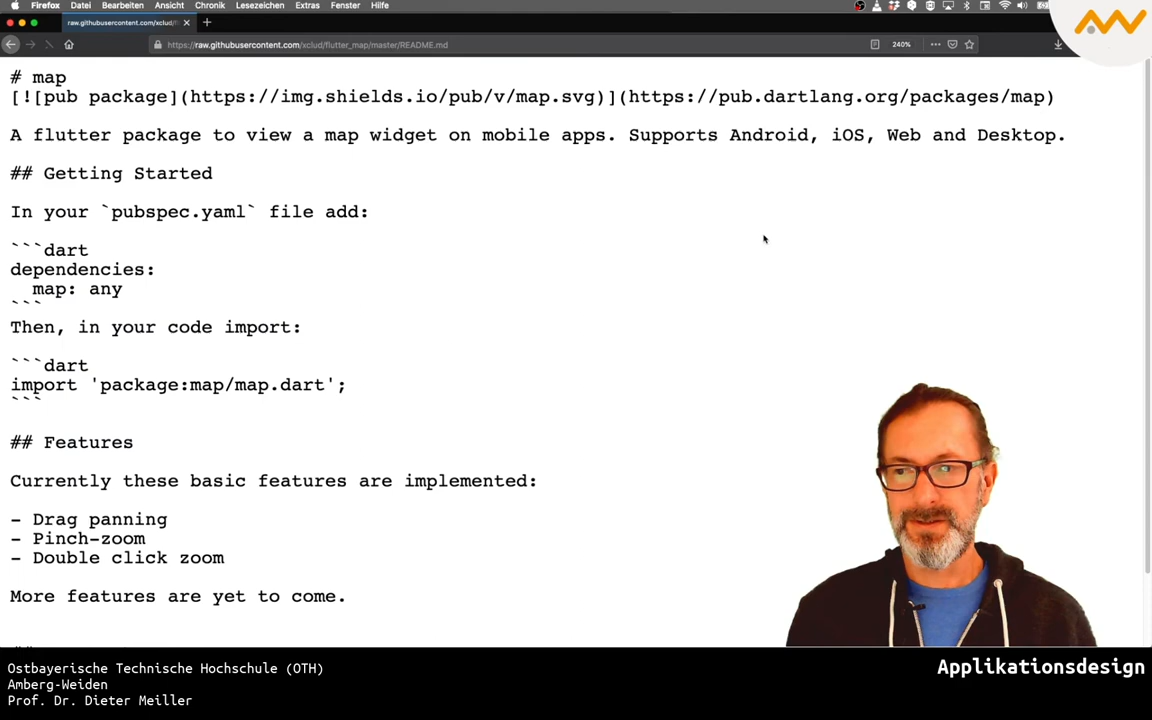 Firefox Datei Bearbeiten Ansicht Chronik Lesezeichen Extras Fenster Hilfe
raw.githubusercontent.com/xclud/fl
https://raw.githubusercontent.com/xclud/flutter_map/master/README.md 240%
# map
[![pub package](https://img.shields.io/pub/v/map.svg)](https://pub.dartlang.org/packages/map)
A flutter package to view a map widget on mobile apps. Supports Android, iOS, Web and Desktop.
## Getting Started
In your `pubspec.yaml` file add:
```dart
dependencies:
  map: any
```
Then, in your code import:
```dart
import 'package:map/map.dart';
```
## Features
Currently these basic features are implemented:
- Drag panning
- Pinch-zoom
- Double click zoom
More features are yet to come.
Ostbayerische Technische Hochschule (OTH)
Amberg-Weiden
Prof. Dr. Dieter Meiller
Applikationsdesign